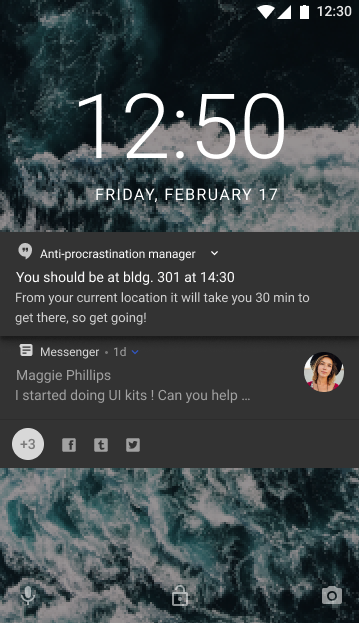 12:30
12:50
FRIDAY, FEBRUARY 17
Anti-procrastination manager
You should be at bldg. 301 at 14:30
From your current location it will take you 30 min to
get there, so get going!
Messenger • 1d
Maggie Phillips
I started doing UI kits ! Can you help ...
+3